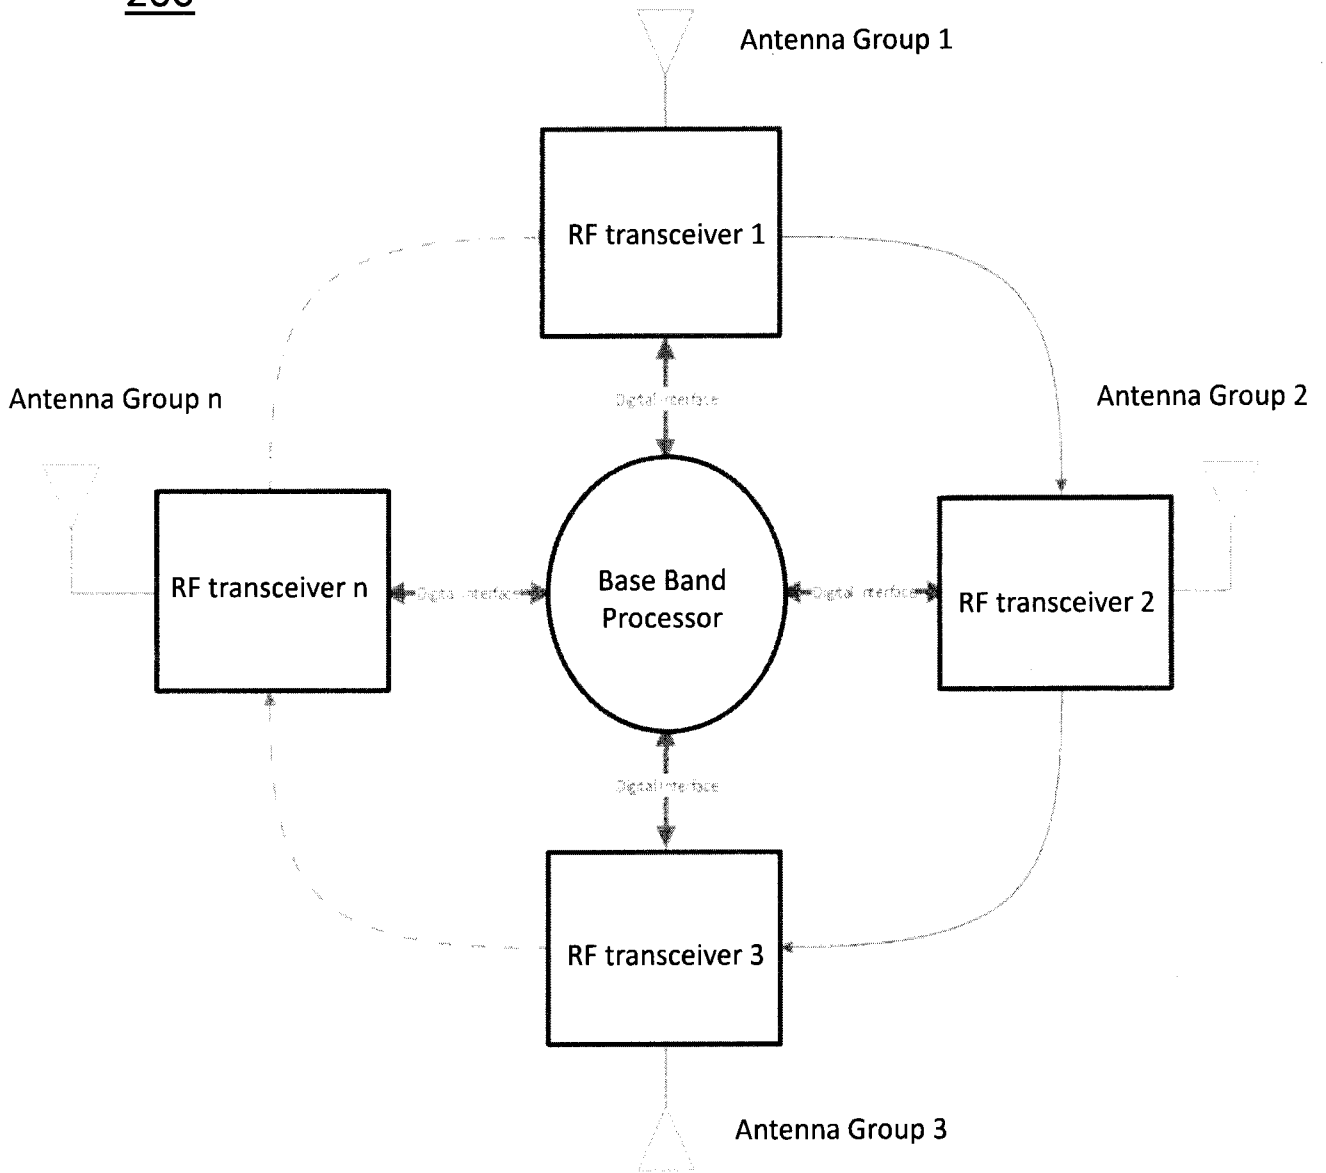 Antenna Group 1
RF transceiver 1
Digital interface
Antenna Group n
Antenna Group 2
RF transceiver n
Digital interface
Base Band
Processor
Digital interface
RF transceiver 2
Digital interface
RF transceiver 3
Antenna Group 3